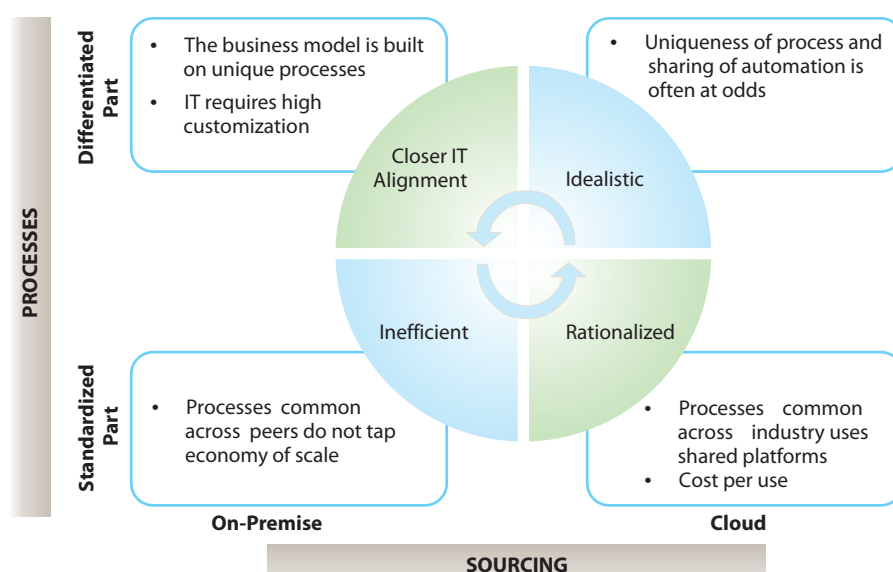 PROCESSES
Differentiated
Part
• The business model is built
on unique processes
• IT requires high
customization
• Uniqueness of process and
sharing of automation is
often at odds
Closer IT
Alignment
Idealistic
Inefficient
Rationalized
Standardized
Part
• Processes common
across peers do not tap
economy of scale
• Processes common
across industry uses
shared platforms
• Cost per use
On-Premise
Cloud
SOURCING